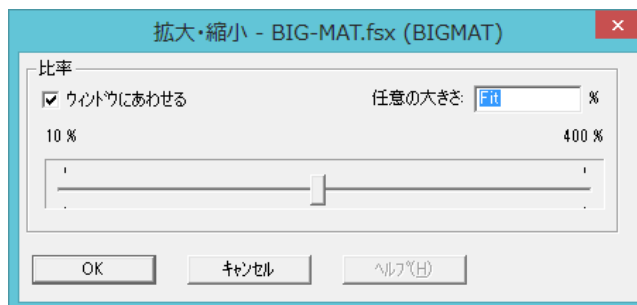 拡大・縮小 - BIG-MAT.fsx (BIGMAT)
比率
ウィンドウにあわせる 任意の大きさ: Fit %
10 % 400 %
OK キャンセル ヘルプ(H)